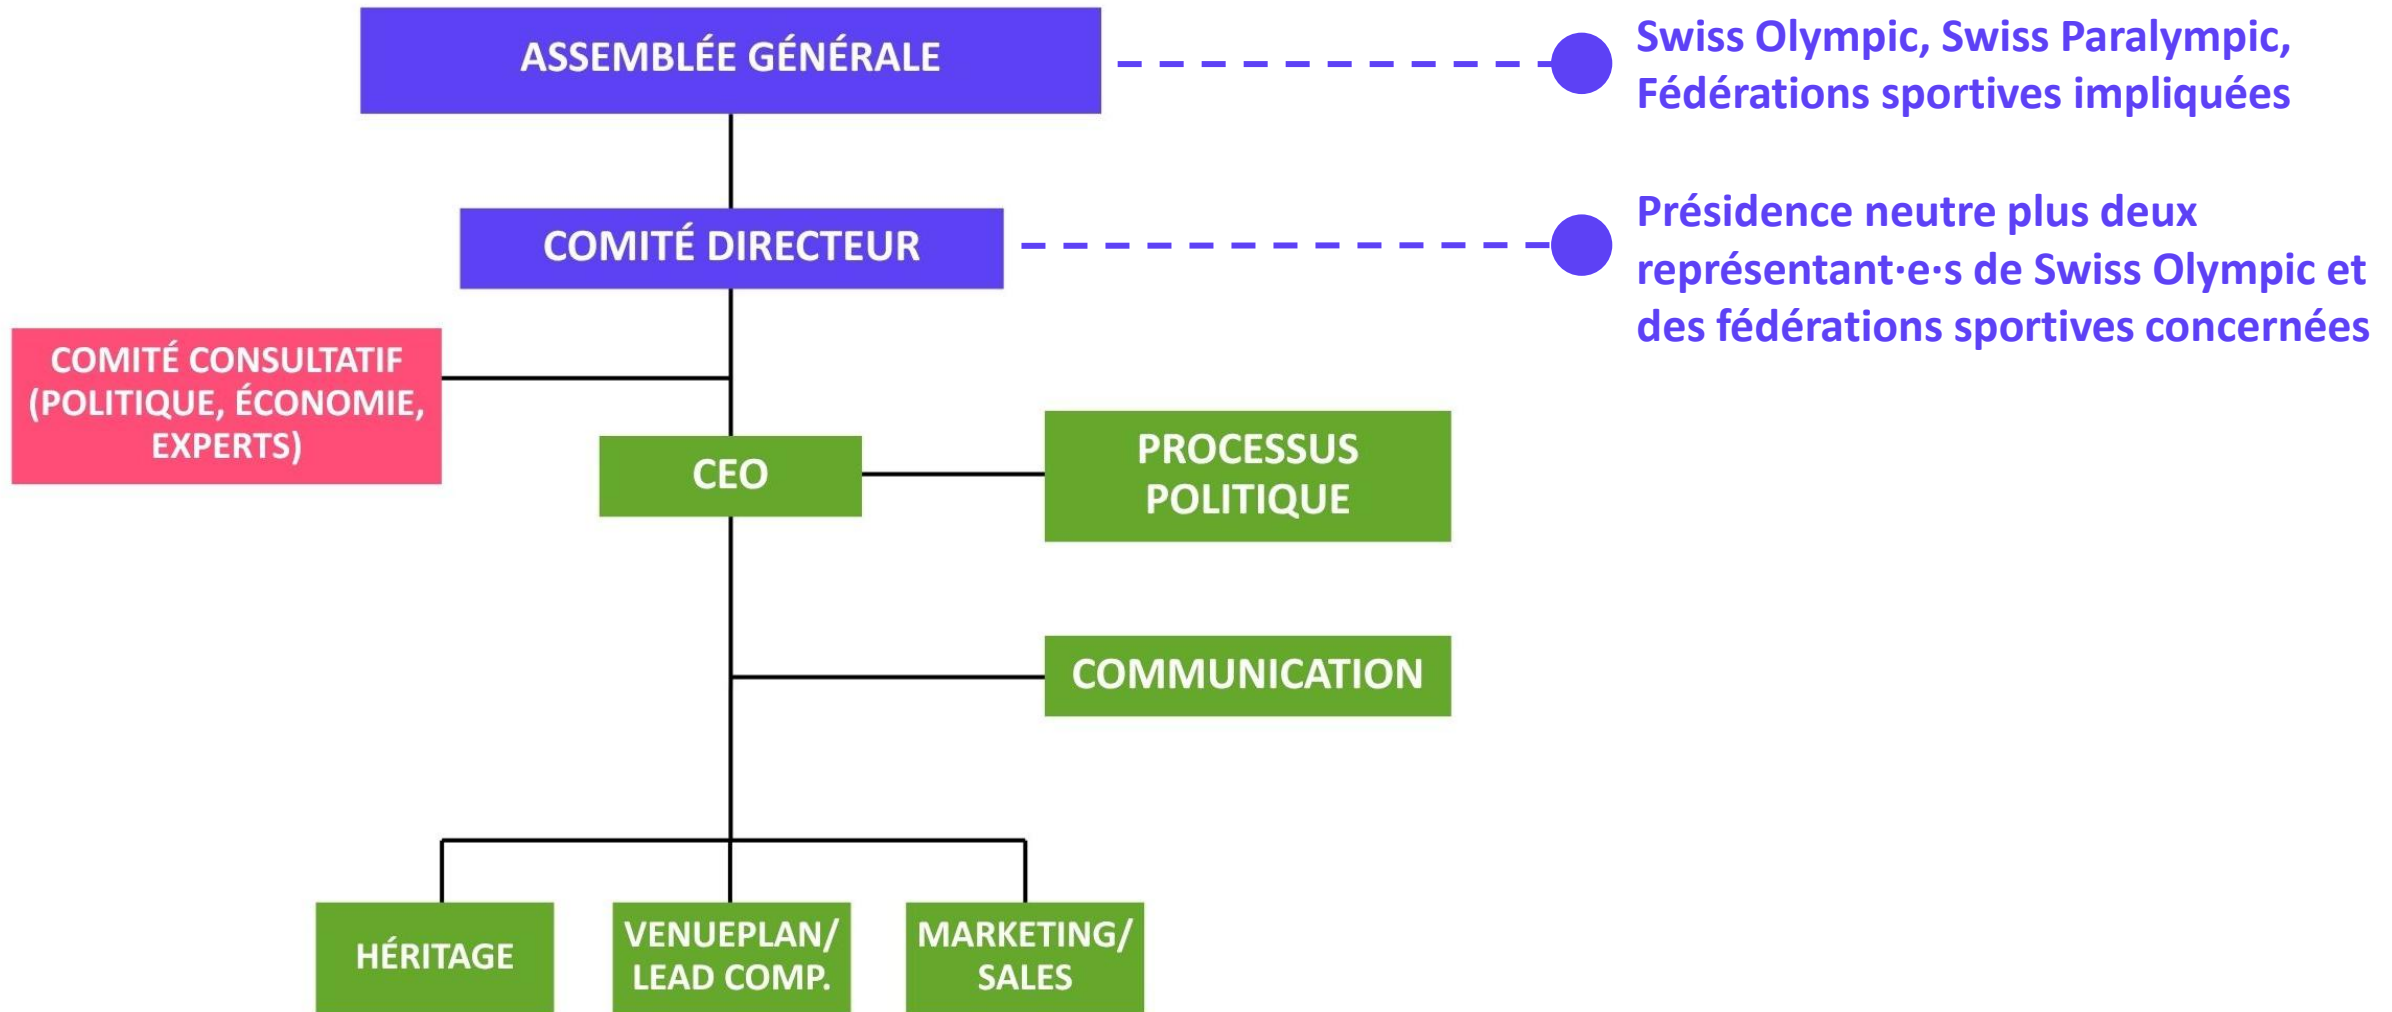 ASSEMBLÉE GÉNÉRALE
Swiss Olympic, Swiss Paralympic,
Fédérations sportives impliquées
COMITÉ DIRECTEUR
Présidence neutre plus deux
représentant·e·s de Swiss Olympic et
des fédérations sportives concernées
COMITÉ CONSULTATIF
(POLITIQUE, ÉCONOMIE,
EXPERTS)
CEO
PROCESSUS
POLITIQUE
COMMUNICATION
HÉRITAGE
VENUEPLAN/
LEAD COMP.
MARKETING/
SALES